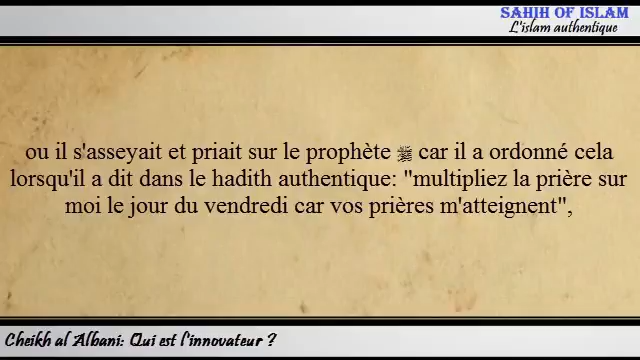 SAHIH OF ISLAM
L'islam authentique
ou il s'asseyait et priait sur le prophète ﷺ car il a ordonné cela
lorsqu'il a dit dans le hadith authentique: "multipliez la prière sur
moi le jour du vendredi car vos prières m'atteignent",
Cheikh al Albani: Qui est l'innovateur ?